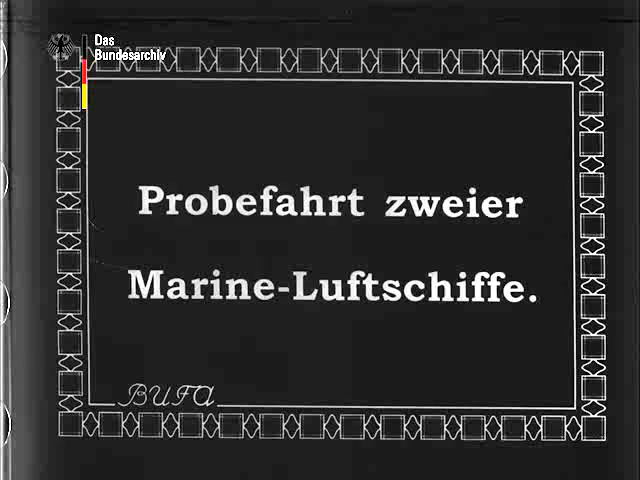 Das
Bundesarchiv
Probefahrt zweier
Marine-Luftschiffe.
BUFA